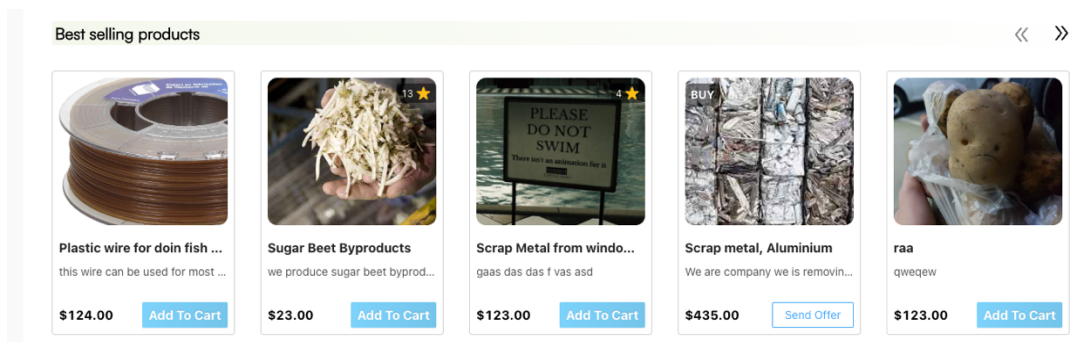 Best selling products
13
4
PLEASE
DO NOT
SWIM
There isn't an animation for it
BUY
Plastic wire for doin fish ...
Sugar Beet Byproducts
Scrap Metal from windo...
Scrap metal, Aluminium
raa
this wire can be used for most ...
we produce sugar beet byprod...
gaas das das f vas asd
We are company we is removin...
qweqew
$124.00
Add To Cart
$23.00
Add To Cart
$123.00
Add To Cart
$435.00
Send Offer
$123.00
Add To Cart